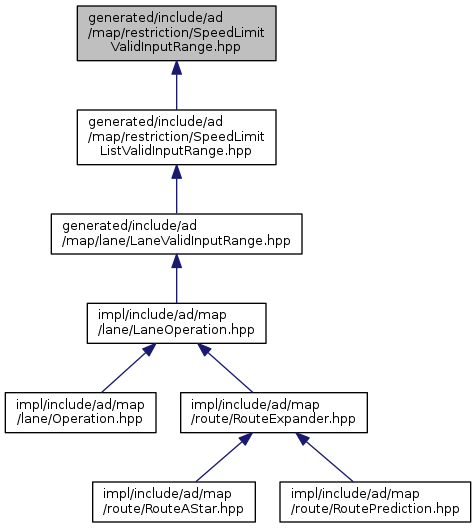 generated/include/ad
/map/restriction/SpeedLimit
ValidInputRange.hpp
generated/include/ad
/map/restriction/SpeedLimit
ListValidInputRange.hpp
generated/include/ad
/map/lane/LaneValidInputRange.hpp
impl/include/ad/map
/lane/LaneOperation.hpp
impl/include/ad/map
/lane/Operation.hpp
impl/include/ad/map
/route/RouteExpander.hpp
impl/include/ad/map
/route/RouteAStar.hpp
impl/include/ad/map
/route/RoutePrediction.hpp